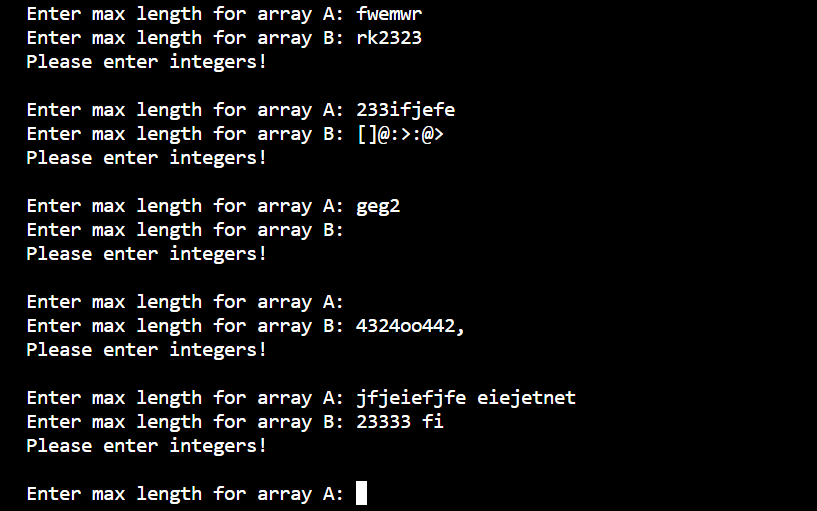 Enter max length for array A: fwemwr
Enter max length for array B: rk2323
Please enter integers!
Enter max length for array A: 233ifjefe
Enter max length for array B: []@:>:@>
Please enter integers!
Enter max length for array A: geg2
Enter max length for array B:
Please enter integers!
Enter max length for array A:
Enter max length for array B: 4324oo442,
Please enter integers!
Enter max length for array A: jfjeiefjfe eiejetnet
Enter max length for array B: 23333 fi
Please enter integers!
Enter max length for array A: